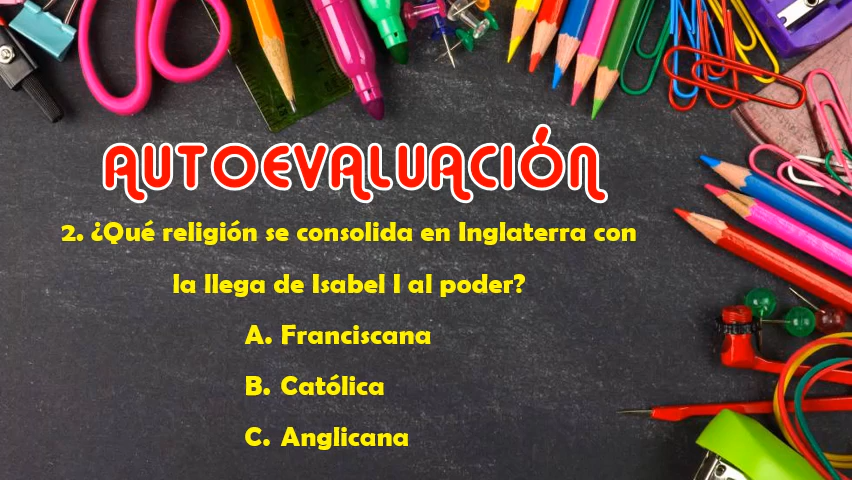 AUTOEVALUACIÓN
2. ¿Qué religión se consolida en Inglaterra con
la llega de Isabel I al poder?
A. Franciscana
B. Católica
C. Anglicana